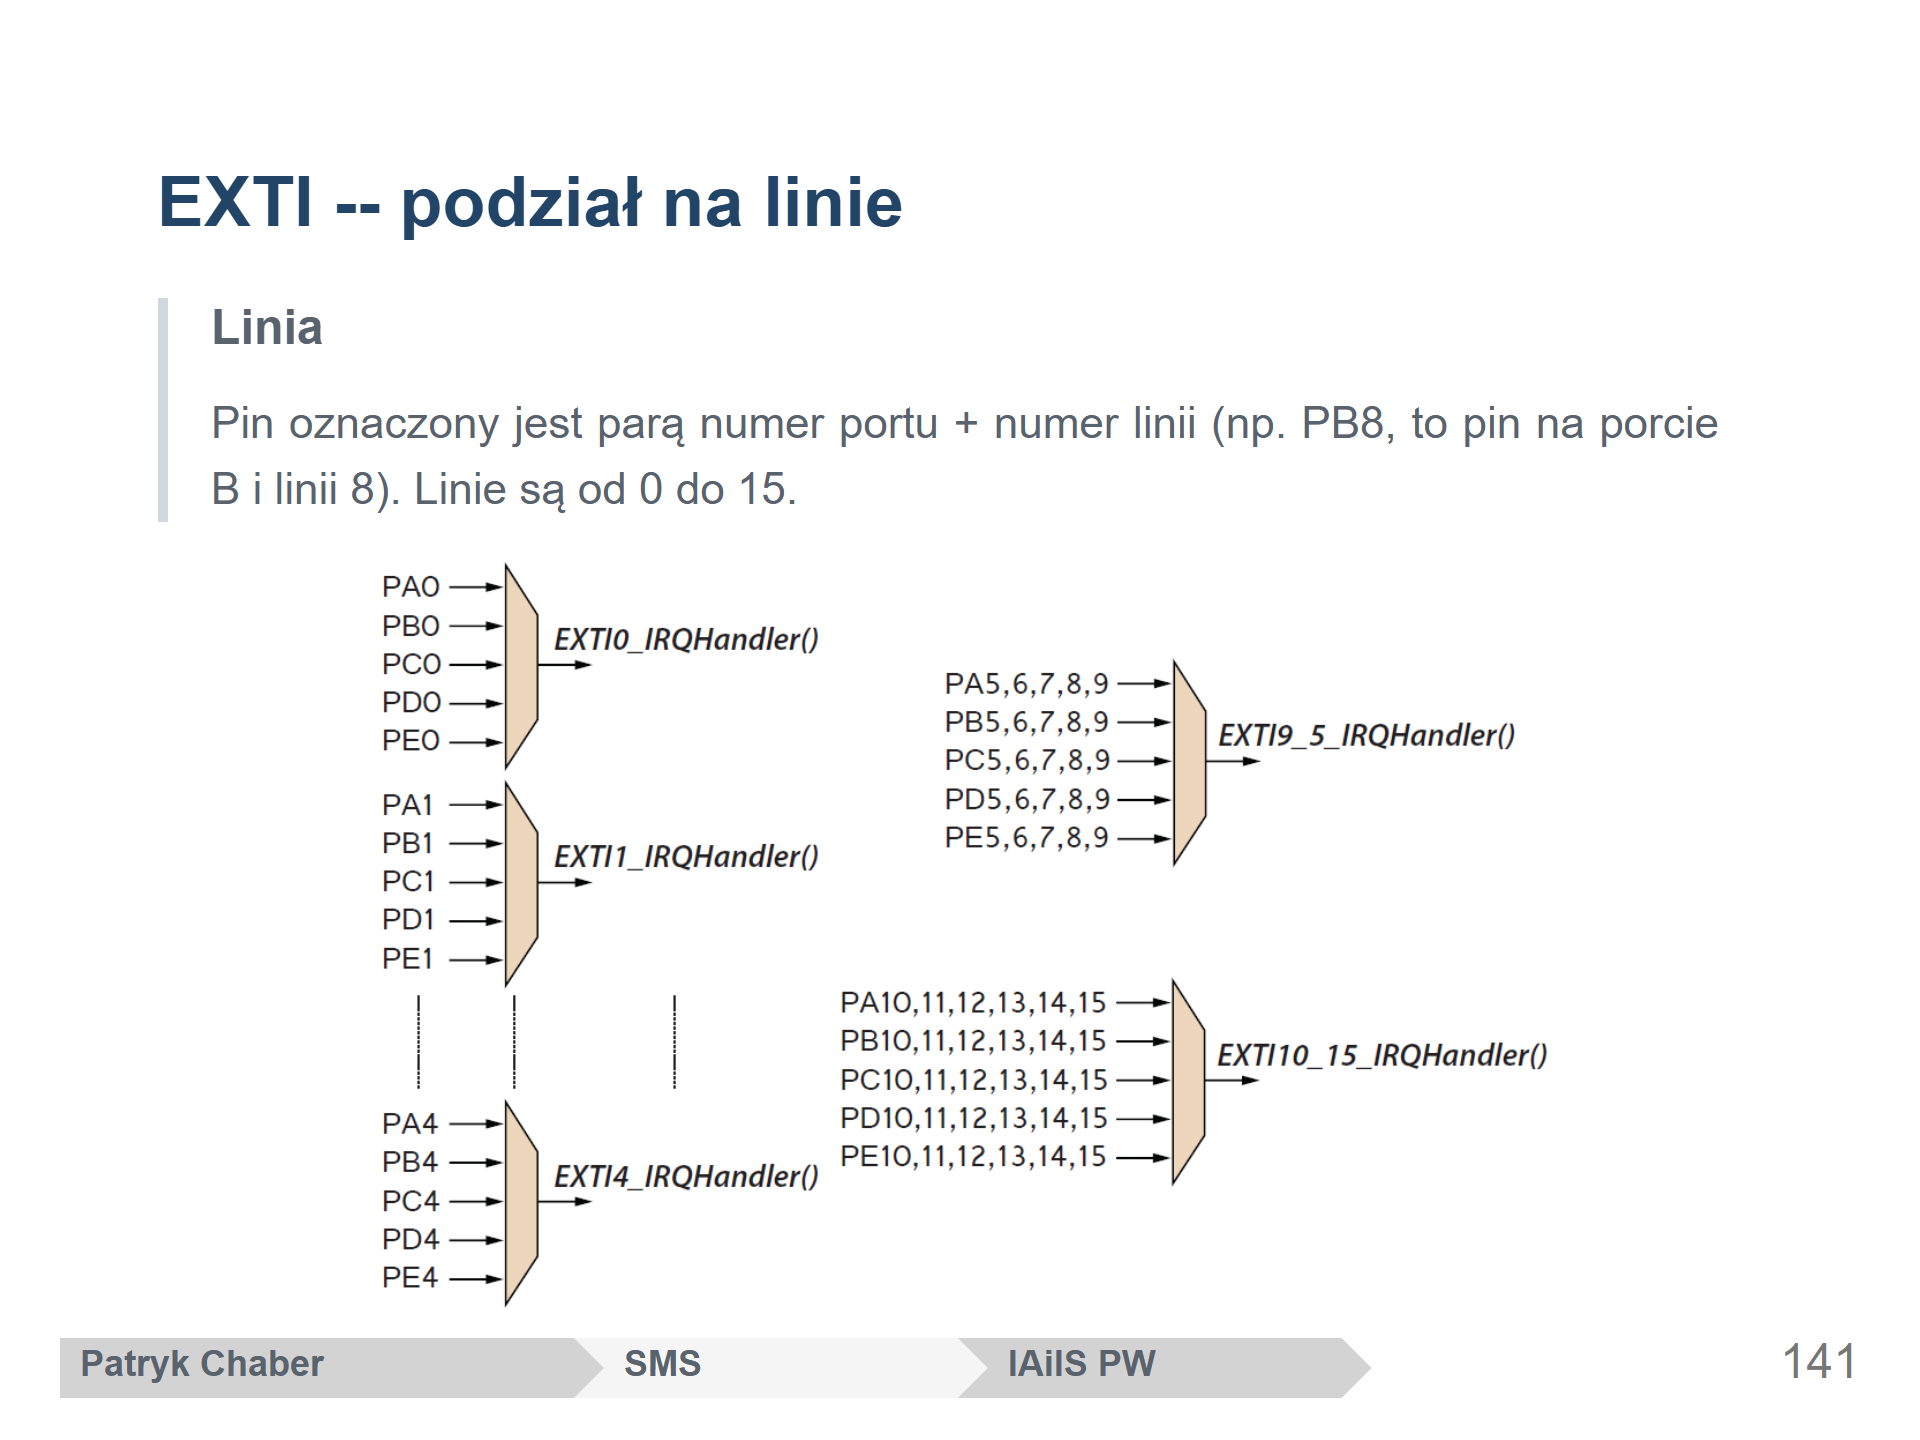 EXTI -- podział na linie
Linia
Pin oznaczony jest parą numer portu + numer linii (np. PB8, to pin na porcie
B i linii 8). Linie są od 0 do 15.
PA0
PB0
PC0
PD0
PE0
EXTI0_IRQHandler()
PA1
PB1
PC1
PD1
PE1
EXTI1_IRQHandler()
PA4
PB4
PC4
PD4
PE4
EXTI4_IRQHandler()
PA5,6,7,8,9
PB5,6,7,8,9
PC5,6,7,8,9
PD5,6,7,8,9
PE5,6,7,8,9
EXTI9_5_IRQHandler()
PA10,11,12,13,14,15
PB10,11,12,13,14,15
PC10,11,12,13,14,15
PD10,11,12,13,14,15
PE10,11,12,13,14,15
EXTI10_15_IRQHandler()
Patryk Chaber
SMS
IAiIS PW
141